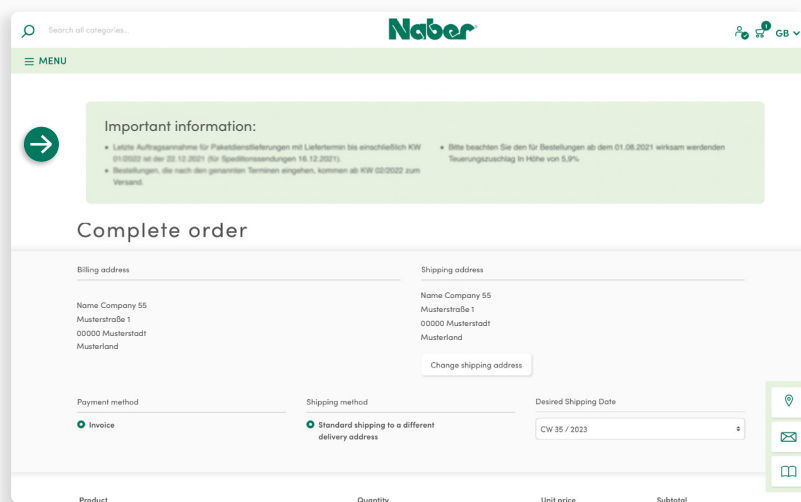 Search all categories...
Naber
1
GB
MENU
Important information:
• Letzte Auftragsannahme für Paketdienstlieferungen mit Liefertermin bis einschließlich KW
01/2022 ist der 22.12.2021 (für Speditionssendungen 16.12.2021).
• Bestellungen, die nach den genannten Terminen eingehen, kommen ab KW 02/2022 zum
Versand.
• Bitte beachten Sie den für Bestellungen ab dem 01.08.2021 wirksam werdenden
Teuerungszuschlag In Höhe von 5,9%
Complete order
Billing address
Shipping address
Name Company 55
Musterstraße 1
00000 Musterstadt
Musterland
Name Company 55
Musterstraße 1
00000 Musterstadt
Musterland
Change shipping address
Payment method
Shipping method
Desired Shipping Date
Invoice
Standard shipping to a different
delivery address
CW 35 / 2023
Product
Quantity
Unit price
Subtotal